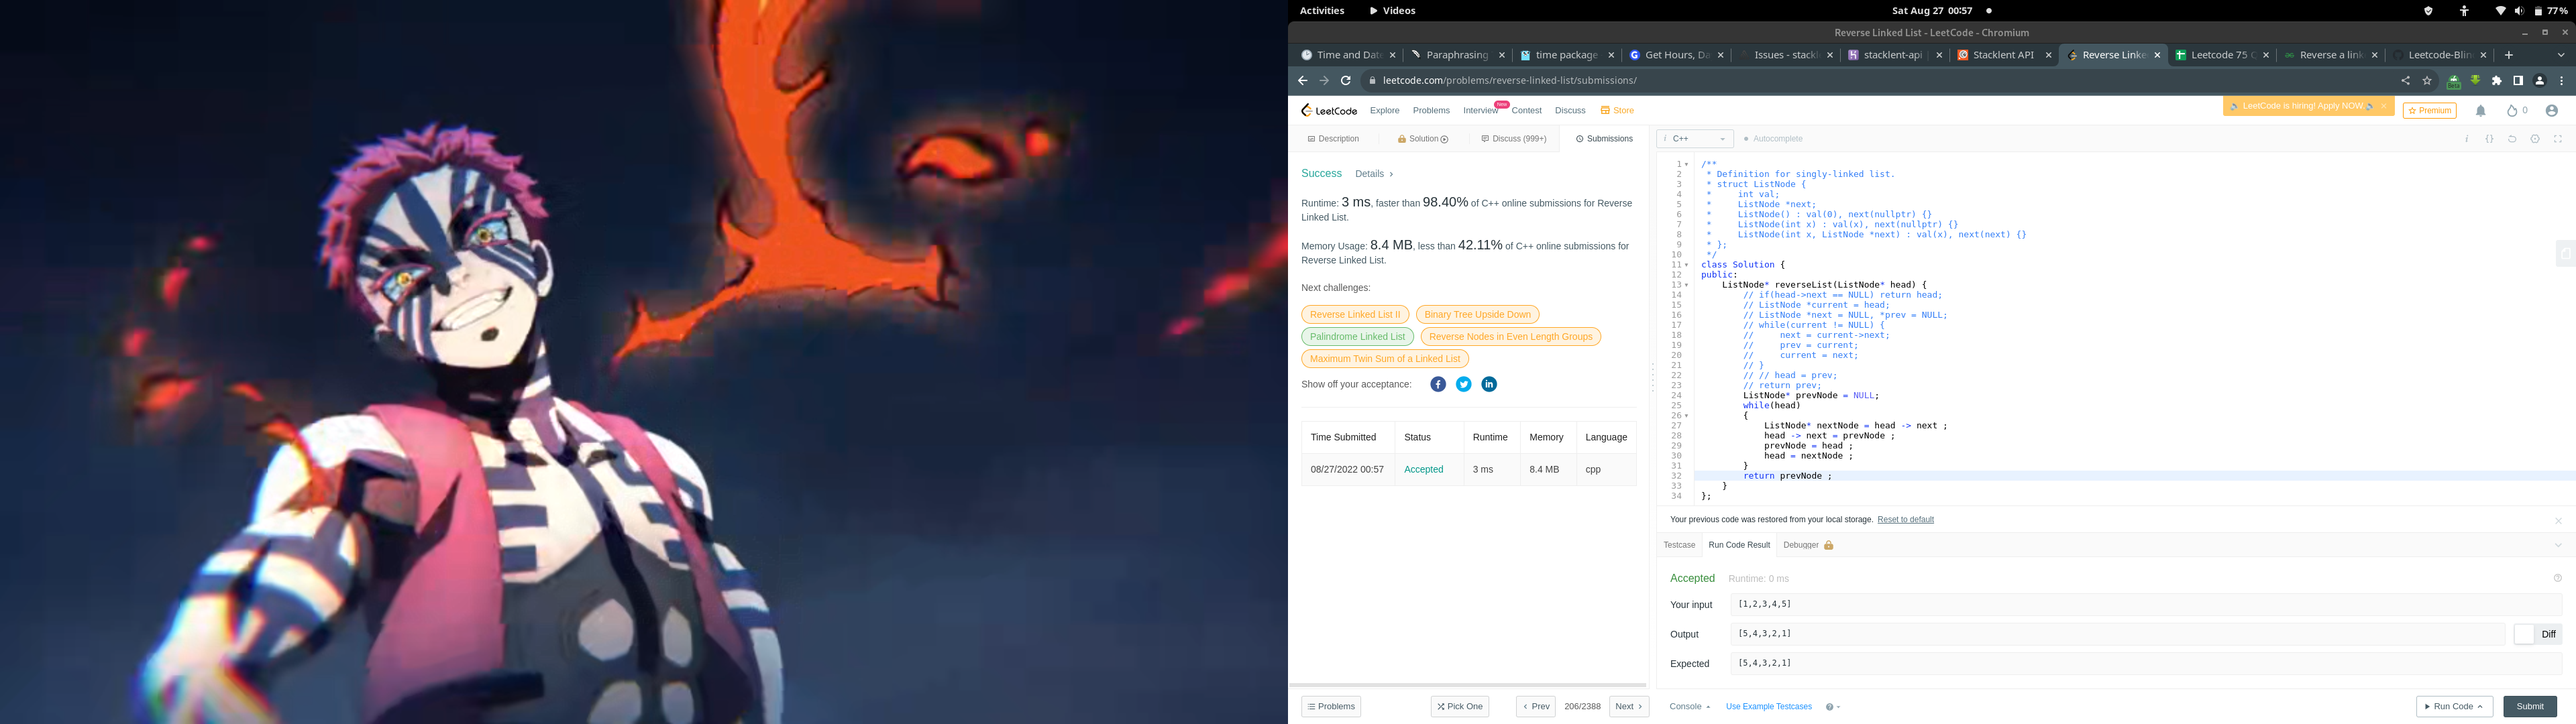 Activities Videos Sat Aug 27 00:57 77%
Reverse Linked List - LeetCode - Chromium
Time and Date Paraphrasing time package Get Hours, Da Issues - stackl stacklent-api Stacklent API Reverse Linke Leetcode 75 Q Reverse a link Leetcode-Blin
leetcode.com/problems/reverse-linked-list/submissions/
LeetCode Explore Problems Interview New Contest Discuss Store LeetCode is hiring! Apply NOW. Premium 0
Description Solution Discuss (999+) Submissions
Success Details
Runtime: 3 ms, faster than 98.40% of C++ online submissions for Reverse
Linked List.
Memory Usage: 8.4 MB, less than 42.11% of C++ online submissions for
Reverse Linked List.
Next challenges:
Reverse Linked List II Binary Tree Upside Down
Palindrome Linked List Reverse Nodes in Even Length Groups
Maximum Twin Sum of a Linked List
Show off your acceptance:
Time Submitted Status Runtime Memory Language
08/27/2022 00:57 Accepted 3 ms 8.4 MB cpp
Problems Pick One Prev 206/2388 Next
i C++ Autocomplete
1 /**
2 * Definition for singly-linked list.
3 * struct ListNode {
4 *     int val;
5 *     ListNode *next;
6 *     ListNode() : val(0), next(nullptr) {}
7 *     ListNode(int x) : val(x), next(nullptr) {}
8 *     ListNode(int x, ListNode *next) : val(x), next(next) {}
9 * };
10 */
11 class Solution {
12 public:
13     ListNode* reverseList(ListNode* head) {
14         // if(head->next == NULL) return head;
15         // ListNode *current = head;
16         // ListNode *next = NULL, *prev = NULL;
17         // while(current != NULL) {
18         //     next = current->next;
19         //     prev = current;
20         //     current = next;
21         // }
22         // // head = prev;
23         // return prev;
24         ListNode* prevNode = NULL;
25         while(head)
26         {
27             ListNode* nextNode = head -> next ;
28             head -> next = prevNode ;
29             prevNode = head ;
30             head = nextNode ;
31         }
32         return prevNode ;
33     }
34 };
Your previous code was restored from your local storage. Reset to default
Testcase Run Code Result Debugger
Accepted Runtime: 0 ms
Your input [1,2,3,4,5]
Output [5,4,3,2,1] Diff
Expected [5,4,3,2,1]
Console Use Example Testcases Run Code Submit